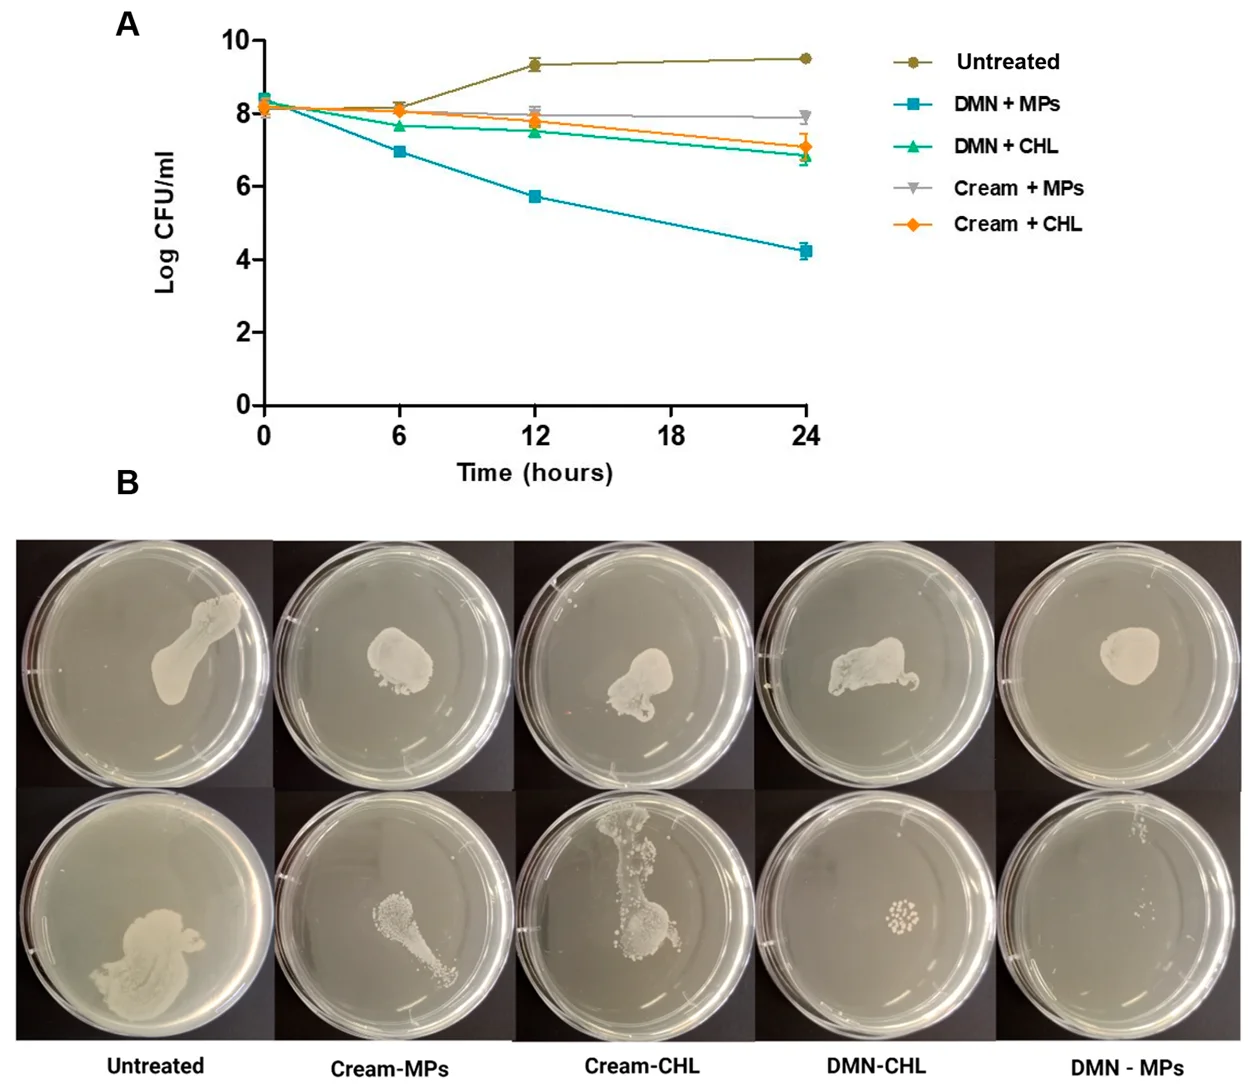 A
10
8
6
4
2
0
Log CFU/ml
0 6 12 18 24
Time (hours)
Untreated
DMN + MPs
DMN + CHL
Cream + MPs
Cream + CHL
B
Untreated Cream-MPs Cream-CHL DMN-CHL DMN - MPs